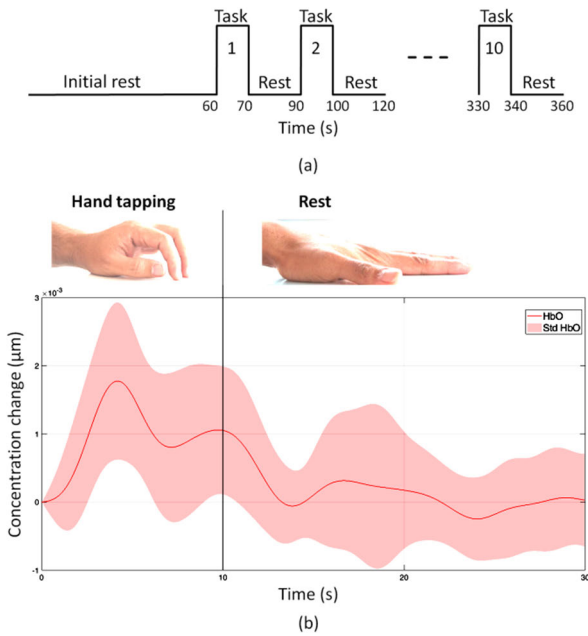 Task Task Task
1 2 10
Initial rest Rest Rest Rest
60 70 90 100 120 330 340 360
Time (s)
(a)
Hand tapping Rest
×10⁻³
3
HbO
Std HbO
2
1
0
-1
Concentration change (μm)
0 10 20 30
Time (s)
(b)